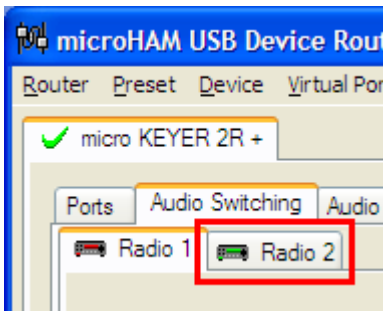 microHAM USB Device Rout
Router Preset Device Virtual Por
micro KEYER 2R +
Ports Audio Switching Audio
Radio 1 Radio 2